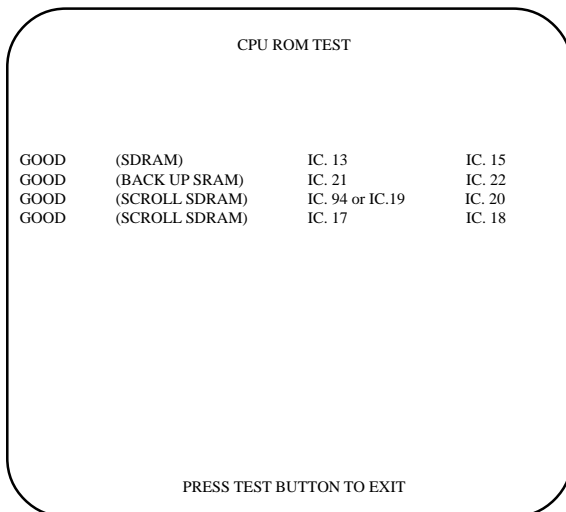 CPU ROM TEST
GOOD (SDRAM) IC. 13 IC. 15
GOOD (BACK UP SRAM) IC. 21 IC. 22
GOOD (SCROLL SDRAM) IC. 94 or IC.19 IC. 20
GOOD (SCROLL SDRAM) IC. 17 IC. 18
PRESS TEST BUTTON TO EXIT